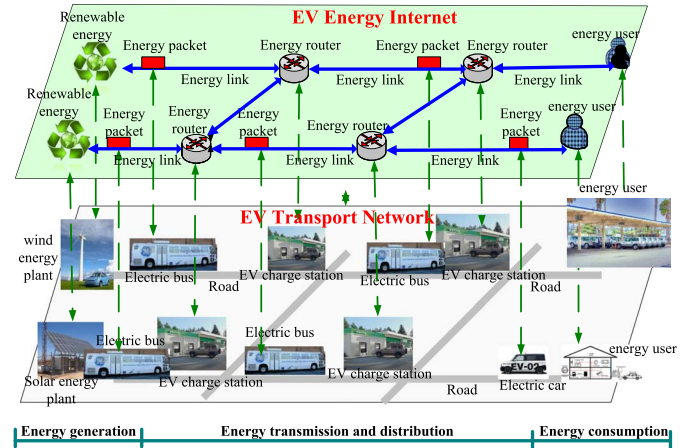 EV Energy Internet
Renewable
energy
Energy packet
Energy router
Energy packet
Energy router
energy user
Energy link
Energy link
Energy link
Renewable
energy
Energy
packet
Energy
router
Energy
packet
Energy router
Energy
packet
energy user
Energy link
Energy link
Energy link
energy user
EV Transport Network
wind
energy
plant
Electric bus
EV charge station
Electric bus
EV charge station
Road
Road
Electric bus
Electric bus
EV-02
energy user
Solar energy
plant
EV charge station
EV charge station
Road
Electric car
Energy generation
Energy transmission and distribution
Energy consumption